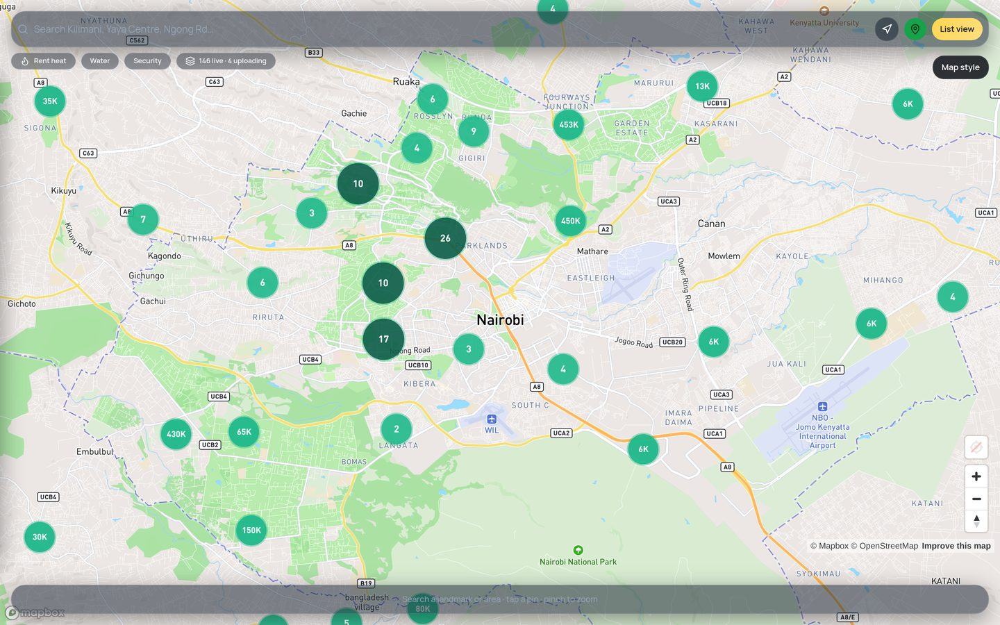 4
NYATHUNA
Search Kilimani, Yaya Centre, Ngong Rd...
C562
KAHAWA
WEST
Kenyatta University
List view
B33
KAHAWA
WENDANI
Rent heat
Water
Security
146 live · 4 uploading
Map style
A8
C63
Ruaka
MARURUI
13K
A2
35K
6
FOURWAYS
JUNCTION
UCB18
6K
Gachie
ROSSLYN
RUNDA
SIGONA
9
453K
GARDEN
ESTATE
KASARANI
A2
4
C63
GIGIRI
10
Kikuyu
UCA3
A8
7
3
450K
UCA1
Canan
A2
Kikuyu Road
UTHIRU
26
PARKLANDS
A8
Mathare
Kagondo
Mowlem
KAYOLE
Gichungo
6
10
EASTLEIGH
Outer Ring Road
MIHANGO
Gachui
4
Gichoto
RIRUTA
Nairobi
6K
17
Ngong Road
3
Jogoo Road
UCB20
6K
UCB4
UCB10
4
JUA KALI
UCA1
KIBERA
A8
UCB4
SOUTH C
UCA3
PIPELINE
IMARA
DAIMA
WIL
NBO -
Jomo Kenyatta
International
Airport
430K
65K
2
UCA2
UCA1
UCB2
LANGATA
Embulbul
6K
BOMAS
A8
UCB4
KATANI
30K
150K
© Mapbox © OpenStreetMap Improve this map
Nairobi National Park
SYOKIMAU
KATANI
B19
bangladesh
village
Search a landmark or area · tap a pin · pinch to zoom
80K
mapbox
5
A8/E